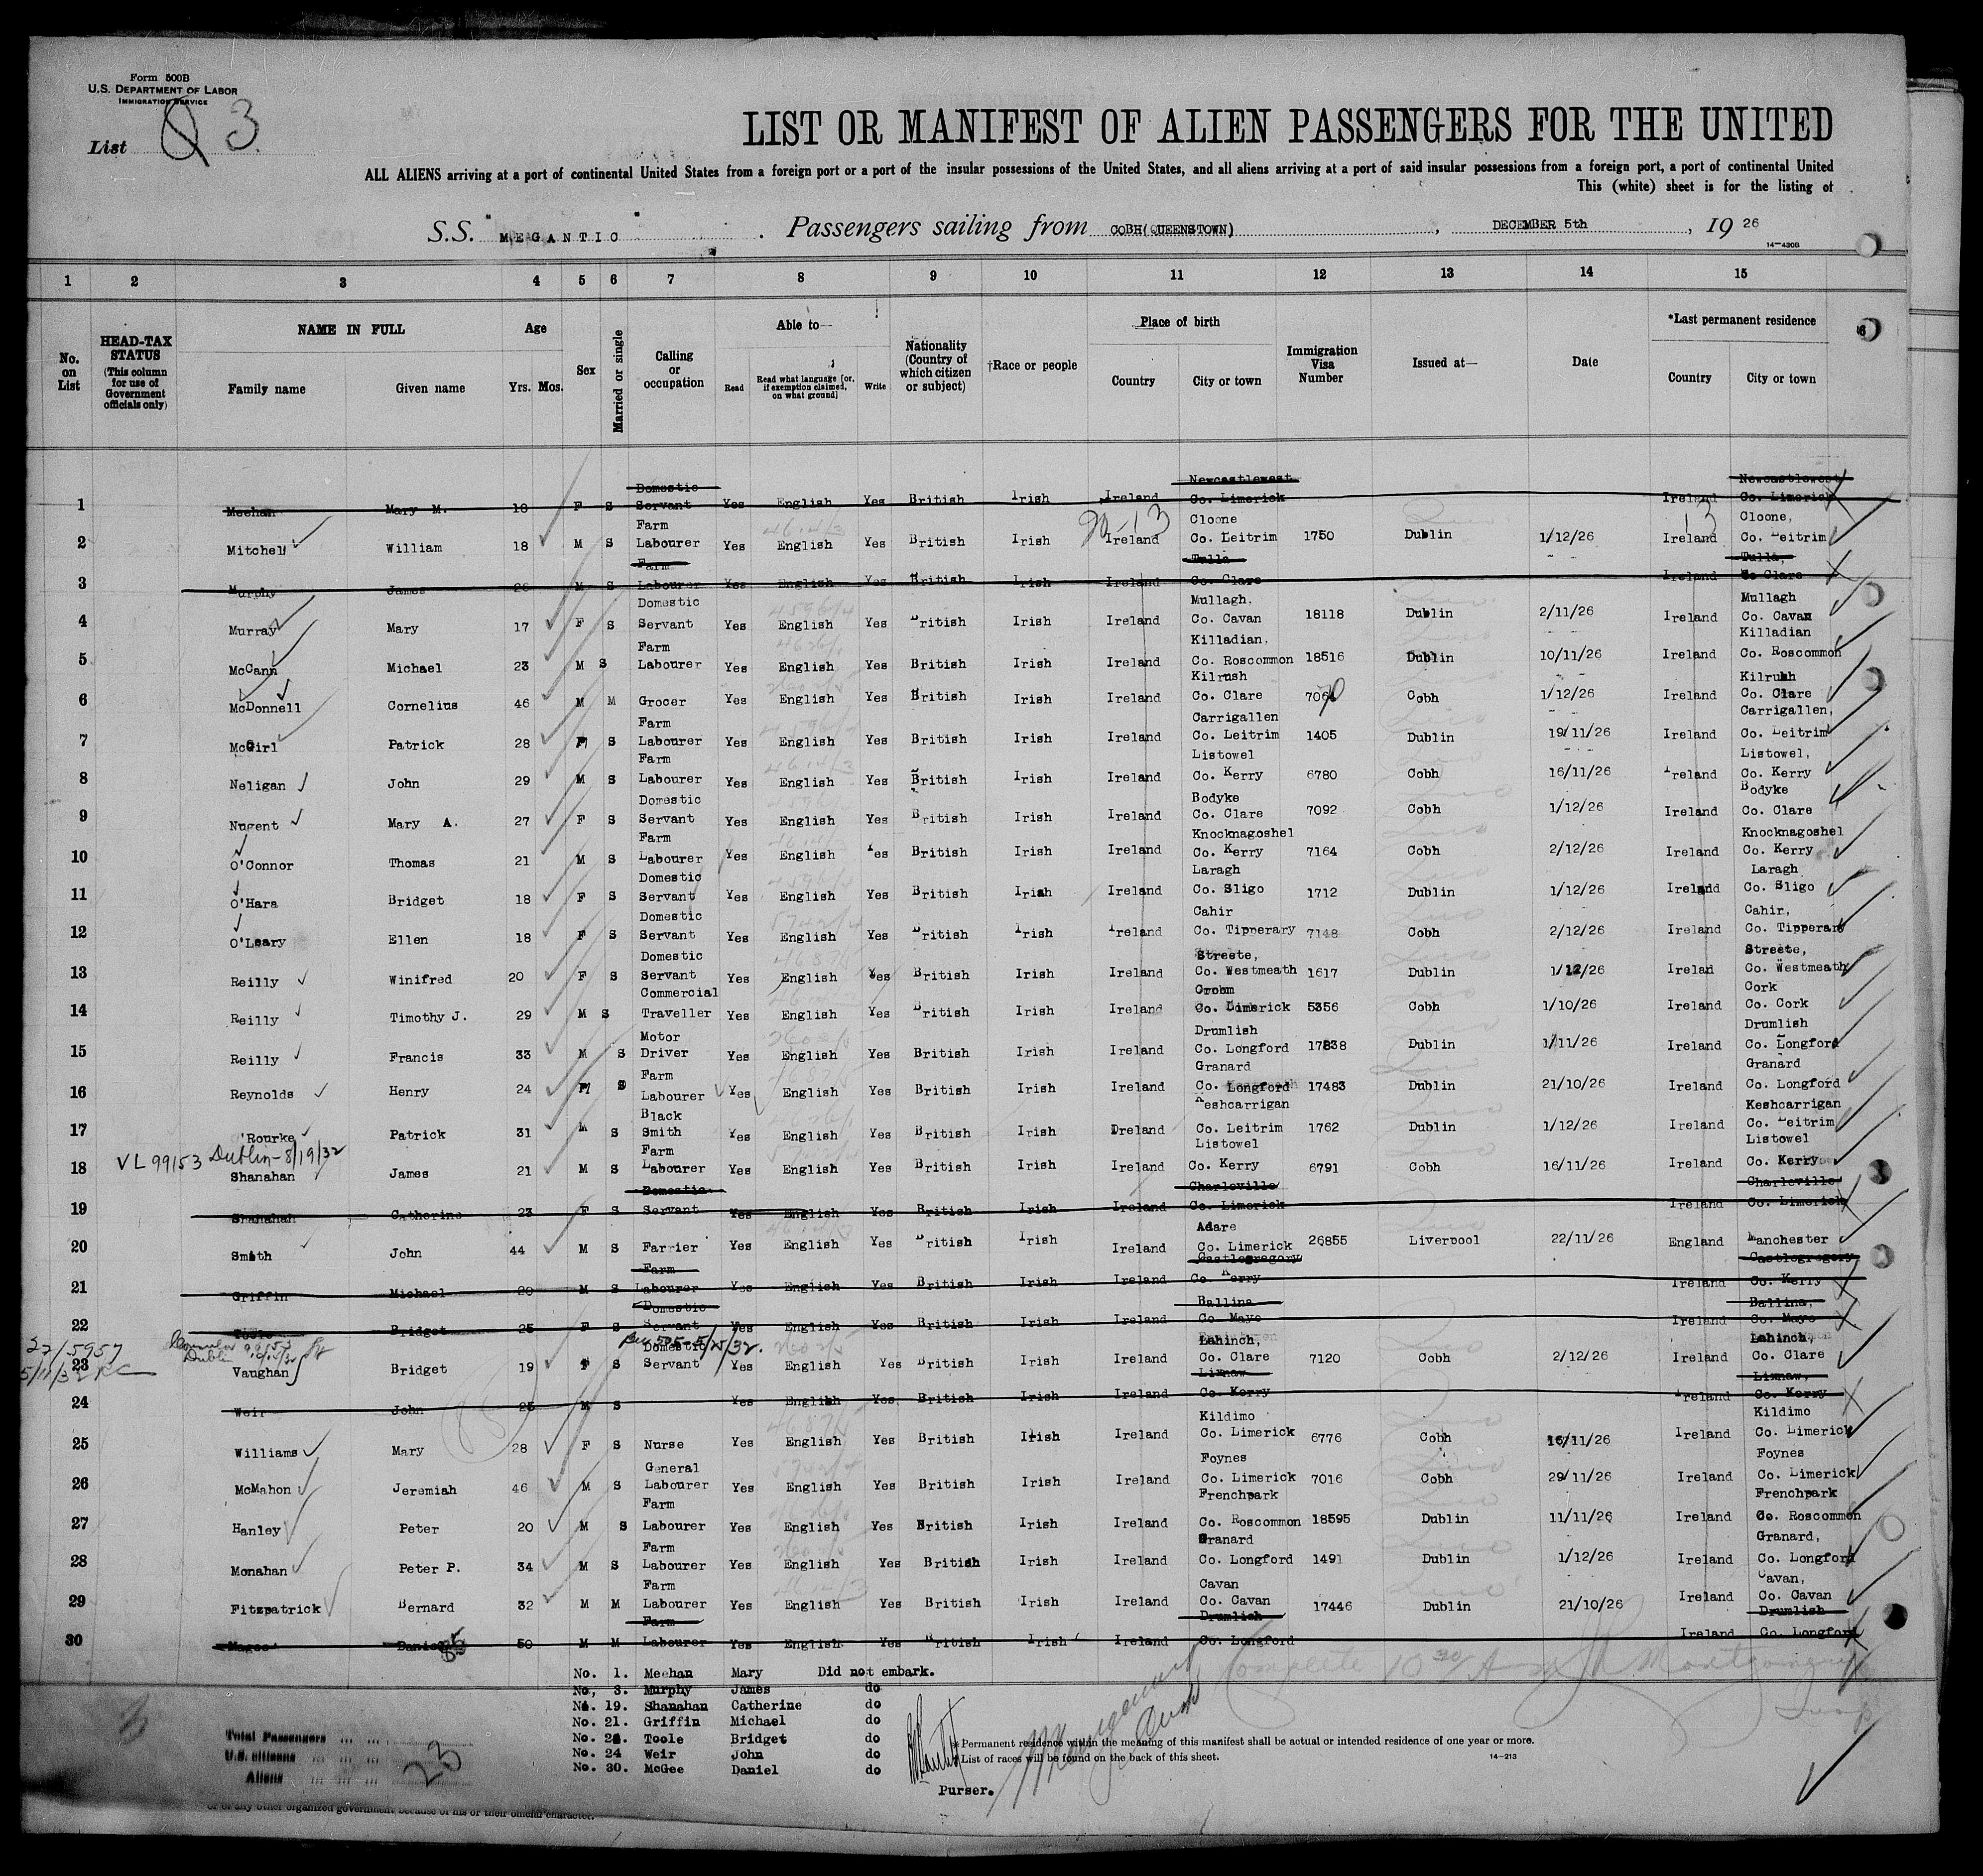 Form 500B
U.S. DEPARTMENT OF LABOR
IMMIGRATION SERVICE
List 3
LIST OR MANIFEST OF ALIEN PASSENGERS FOR THE UNITED
ALL ALIENS arriving at a port of continental United States from a foreign port or a port of the insular possessions of the United States, and all aliens arriving at a port of said insular possessions from a foreign port, a port of continental United
This (white) sheet is for the listing of
S.S. "MEGANTIC". Passengers sailing from COBH(QUEENSTOWN), DECEMBER 5th, 1926
14—430B
1 2 3 4 5 6 7 8 9 10 11 12 13 14 15
No. on List
HEAD-TAX STATUS (This column for use of Government officials only)
NAME IN FULL
Family name Given name
Age Yrs. Mos.
Sex
Married or single
Calling or occupation
Able to—
Read Read what language [or, if exemption claimed, on what ground] Write
Nationality (Country of which citizen or subject)
†Race or people
Place of birth
Country City or town
Immigration Visa Number
Issued at—
Date
*Last permanent residence
Country City or town
1 Meehan Mary M. 18 F S Domestic Servant Yes English Yes British Irish Ireland Newcastlewest Co. Limerick Ireland Newcastlewest Co. Limerick
2 Mitchell William 18 M S Farm Labourer Yes English Yes British Irish Ireland Cloone Co. Leitrim 1750 Dublin 1/12/26 Ireland Cloone, Co. Leitrim
3 Murphy James 26 M S Farm Labourer Yes English Yes British Irish Ireland Tulla Co. Clare Ireland Tulla, Co Clare
4 Murray Mary 17 F S Domestic Servant Yes English Yes British Irish Ireland Mullagh, Co. Cavan 18118 Dublin 2/11/26 Ireland Mullagh Co. Cavan
5 McCann Michael 23 M S Farm Labourer Yes English Yes British Irish Ireland Killadian, Co. Roscommon 18516 Dublin 10/11/26 Ireland Killadian Co. Roscommon
6 McDonnell Cornelius 46 M M Grocer Yes English Yes British Irish Ireland Kilrush Co. Clare Cobh 1/12/26 Ireland Kilrush Co. Clare
7 McGirl Patrick 28 M S Farm Labourer Yes English Yes British Irish Ireland Carrigallen Co. Leitrim 1405 Dublin 19/11/26 Ireland Carrigallen, Co. Leitrim
8 Neligan John 29 M S Farm Labourer Yes English Yes British Irish Ireland Listowel Co. Kerry 6780 Cobh 16/11/26 Ireland Listowel, Co. Kerry
9 Nugent Mary A. 27 F S Domestic Servant Yes English Yes British Irish Ireland Bodyke Co. Clare 7092 Cobh 1/12/26 Ireland Bodyke Co. Clare
10 O'Connor Thomas 21 M S Farm Labourer Yes English Yes British Irish Ireland Knocknagoshel Co. Kerry 7164 Cobh 2/12/26 Ireland Knocknagoshel Co. Kerry
11 O'Hara Bridget 18 F S Domestic Servant Yes English Yes British Irish Ireland Laragh Co. Sligo 1712 Dublin 1/12/26 Ireland Laragh Co. Sligo
12 O'Leary Ellen 18 F S Domestic Servant Yes English Yes British Irish Ireland Cahir Co. Tipperary 7148 Cobh 2/12/26 Ireland Cahir, Co. Tipperary
13 Reilly Winifred 20 F S Domestic Servant Yes English Yes British Irish Ireland Streete, Co. Westmeath 1617 Dublin 1/12/26 Irelan Streete, Co. Westmeath
14 Reilly Timothy J. 29 M S Commercial Traveller Yes English Yes British Irish Ireland Croom Co. Limerick 5356 Cobh 1/10/26 Ireland Cork Co. Cork
15 Reilly Francis 33 M S Motor Driver Yes English Yes British Irish Ireland Drumlish Co. Longford 17838 Dublin 1/11/26 Ireland Drumlish Co. Longford
16 Reynolds Henry 24 M S Farm Labourer Yes English Yes British Irish Ireland Granard Co. Longford 17483 Dublin 21/10/26 Ireland Granard Co. Longford
17 'Rourke Patrick 31 M S Black Smith Yes English Yes British Irish Ireland Keshcarrigan Co. Leitrim 1762 Dublin 1/12/26 Ireland Keshcarrigan Co. Leitrim
VL 99153 Dublin-8/19/32
18 Shanahan James 21 M S Farm Labourer Yes English Yes British Irish Ireland Listowel Co. Kerry 6791 Cobh 16/11/26 Ireland Listowel Co. Kerry
19 Shanahan Catherine 23 F S Domestic Servant Yes English Yes British Irish Ireland Charleville Co. Limerick Ireland Charleville Co. Limerick
20 Smith John 44 M S Farrier Yes English Yes British Irish Ireland Adare Co. Limerick 26855 Liverpool 22/11/26 England Manchester
21 Griffin Michael 20 M S Farm Labourer Yes English Yes British Irish Ireland Castlegregory Co. Kerry Ireland Castlegregory Co. Kerry
22 Toole Bridget 25 F S Domestic Servant Yes English Yes British Irish Ireland Ballina Co Mayo Ireland Ballina, Co. Mayo
22/5957
23 Vaughan Bridget 19 F S Domestic Servant Yes English Yes British Irish Ireland Lahinch, Co. Clare 7120 Cobh 2/12/26 Ireland Lahinch, Co. Clare
24 Weir John 25 M S Yes English Yes British Irish Ireland Lixnaw Co. Kerry Ireland Lixnaw, Co. Kerry
25 Williams Mary 28 F S Nurse Yes English Yes British Irish Ireland Kildimo Co. Limerick 6776 Cobh 16/11/26 Ireland Kildimo Co. Limerick
26 McMahon Jeremiah 46 M S General Labourer Yes English Yes British Irish Ireland Foynes Co. Limerick 7016 Cobh 29/11/26 Ireland Foynes Co. Limerick
27 Hanley Peter 20 M S Farm Labourer Yes English Yes British Irish Ireland Frenchpark Co. Roscommon 18595 Dublin 11/11/26 Ireland Frenchpark Co. Roscommon
28 Monahan Peter P. 34 M S Farm Labourer Yes English Yes British Irish Ireland Granard Co. Longford 1491 Dublin 1/12/26 Ireland Granard, Co. Longford
29 Fitzpatrick Bernard 32 M M Farm Labourer Yes English Yes British Irish Ireland Cavan Co. Cavan 17446 Dublin 21/10/26 Ireland Cavan, Co. Cavan
30 Magee Daniel 50 M M Farm Labourer Yes English Yes British Irish Ireland Drumlish Co. Longford Ireland Drumlish Co. Longford
No. 1. Meehan Mary Did not embark.
No, 3. Murphy James do
No. 19. Shanahan Catherine do
No. 21. Griffin Michael do
No. 22. Toole Bridget do
No. 24 Weir John do
No. 30. McGee Daniel do
Total Passengers
U.S. citizens
Aliens
23
Purser.
*Permanent residence within the meaning of this manifest shall be actual or intended residence of one year or more.
†List of races will be found on the back of this sheet.
14—213
or of any other organized government because of his or their official character.